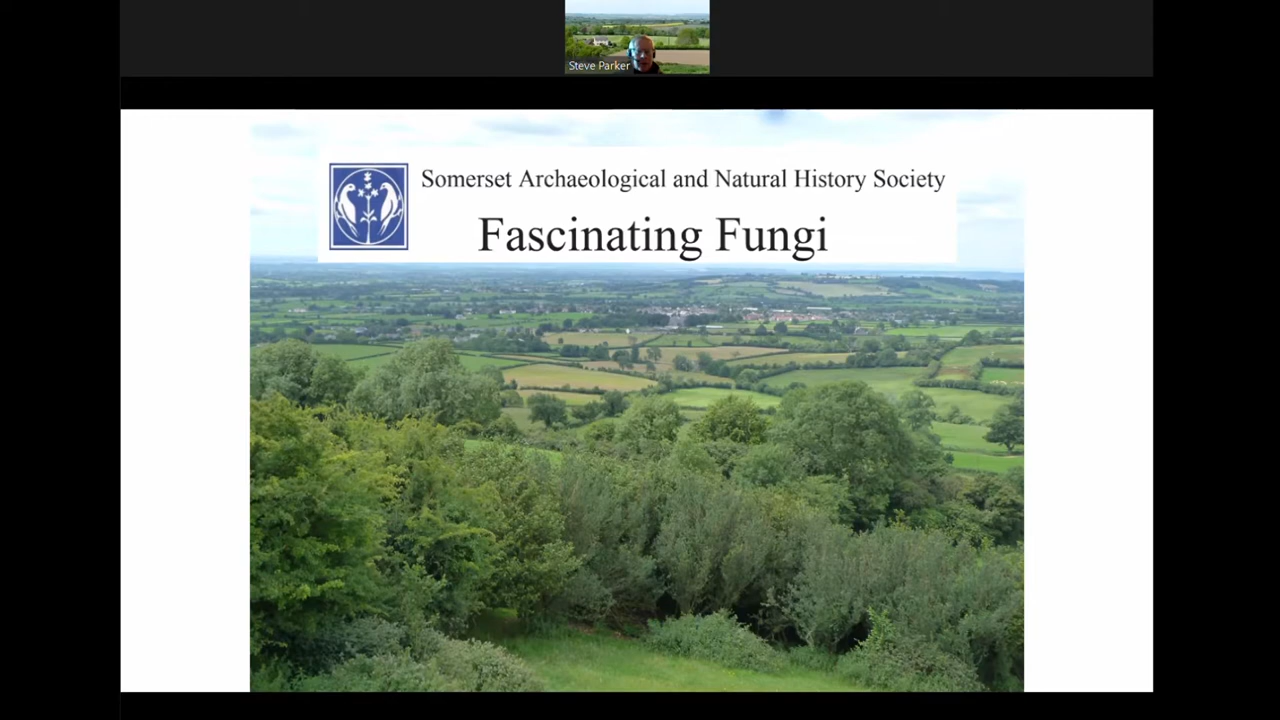 Steve Parker
Somerset Archaeological and Natural History Society
Fascinating Fungi